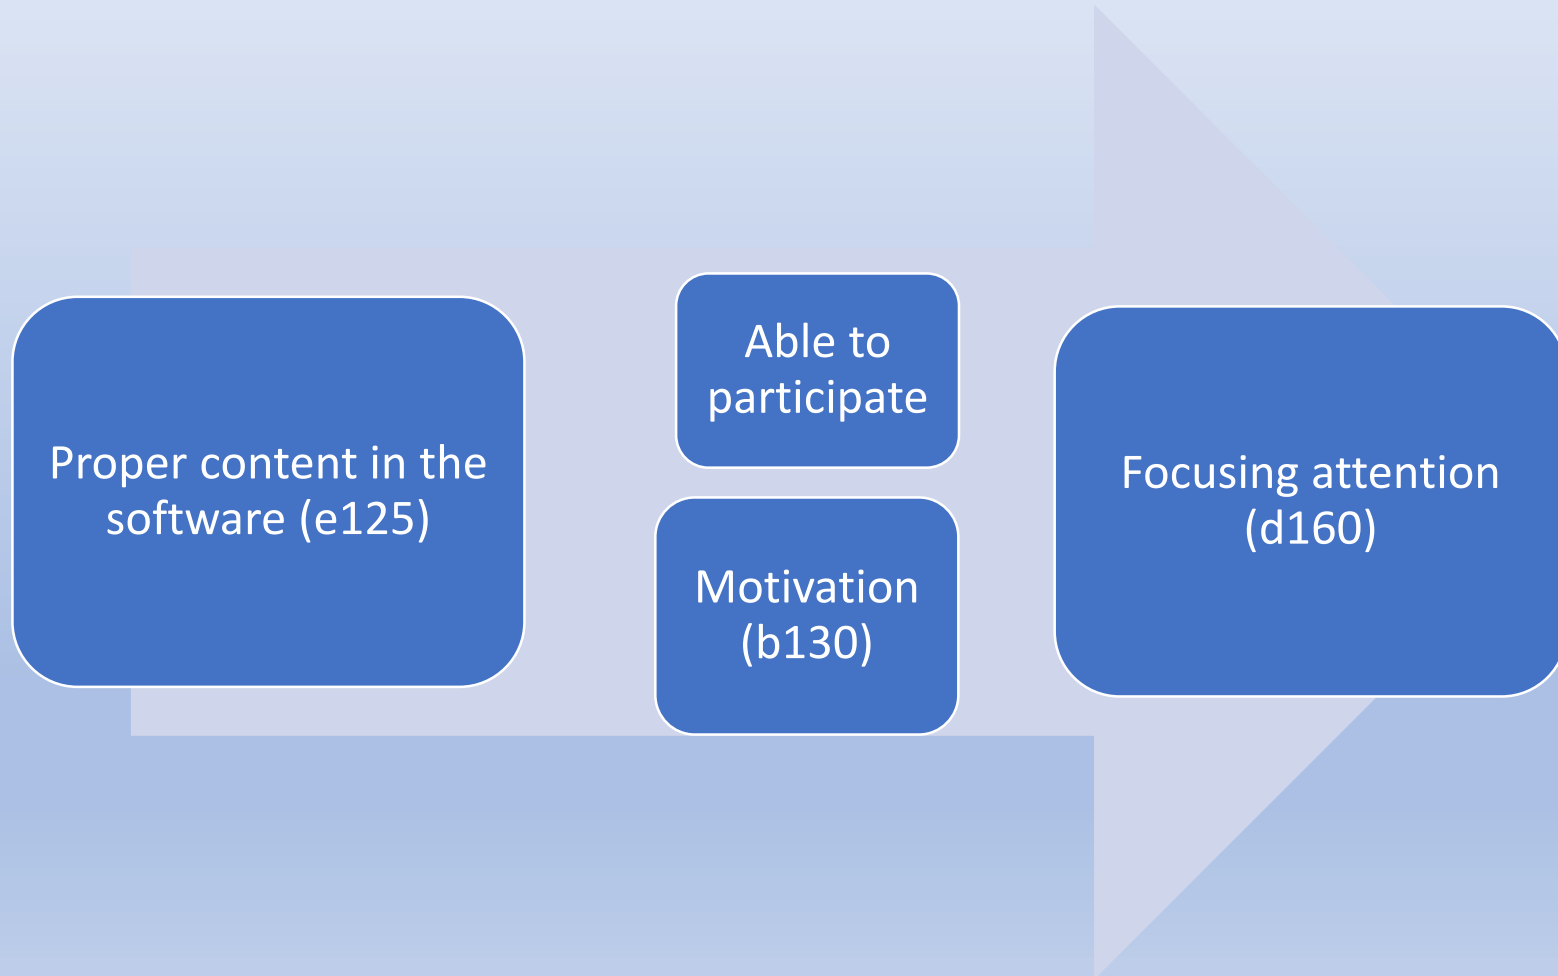 Proper content in the
software (e125)
Able to
participate
Motivation
(b130)
Focusing attention
(d160)